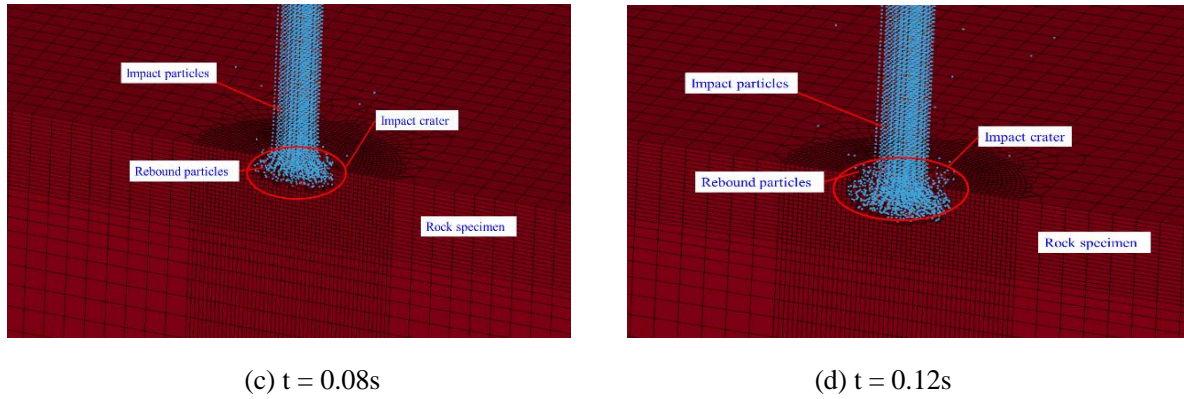 Impact particles
Impact crater
Rebound particles
Rock specimen
Impact particles
Impact crater
Rebound particles
Rock specimen
(c) t = 0.08s
(d) t = 0.12s